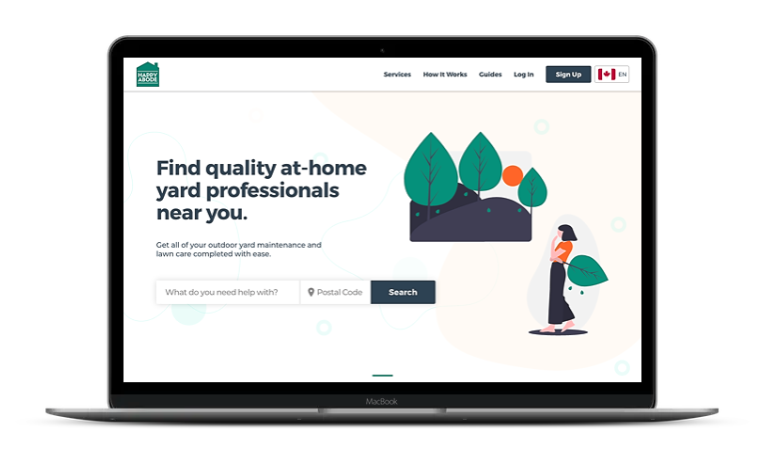 HAPPY
ABODE
Services How It Works Guides Log In Sign Up EN
Find quality at-home
yard professionals
near you.
Get all of your outdoor yard maintenance and
lawn care completed with ease.
What do you need help with? Postal Code Search
MacBook